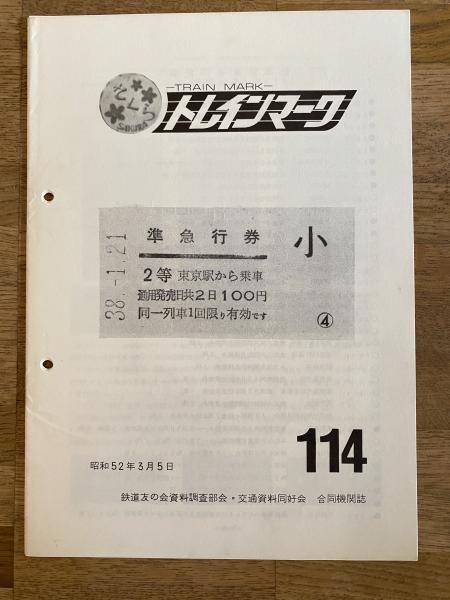 -TRAIN MARK-
さくら
SAKURA
トレインマーク
38.-1.21
準急行券
小
2等 東京駅から乗車
通用発売日共2日100円
同一列車1回限り有効です
④
114
昭和52年3月5日
鉄道友の会資料調査部会・交通資料同好会 合同機関誌